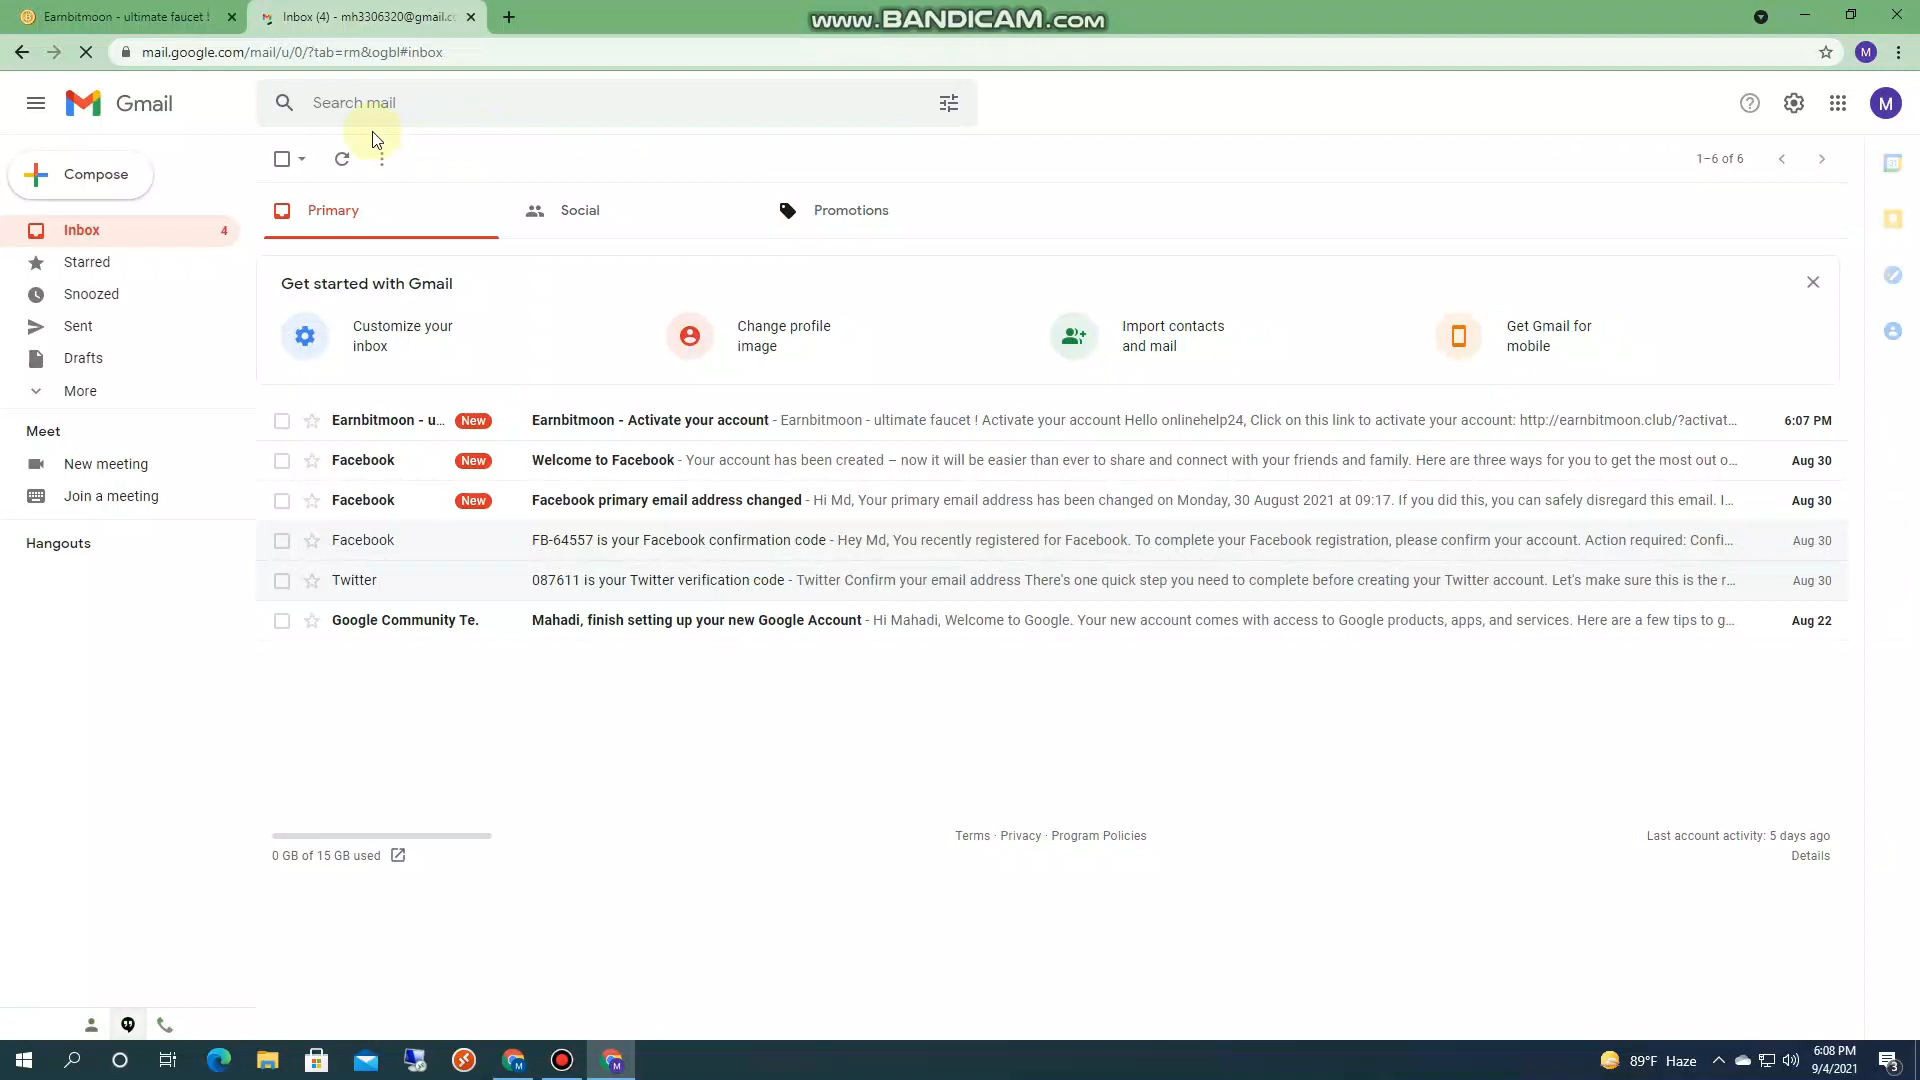 Earnbitmoon - ultimate faucet !
Inbox (4) - mh3306320@gmail.c
www.BANDICAM.com
mail.google.com/mail/u/0/?tab=rm&ogbl#inbox
M
Gmail
Search mail
M
Compose
1–6 of 6
Primary
Social
Promotions
Inbox
4
Starred
Snoozed
Sent
Drafts
More
Get started with Gmail
Customize your
inbox
Change profile
image
Import contacts
and mail
Get Gmail for
mobile
Earnbitmoon - u... New Earnbitmoon - Activate your account - Earnbitmoon - ultimate faucet ! Activate your account Hello onlinehelp24, Click on this link to activate your account: http://earnbitmoon.club/?activat... 6:07 PM
Facebook New Welcome to Facebook - Your account has been created – now it will be easier than ever to share and connect with your friends and family. Here are three ways for you to get the most out o... Aug 30
Facebook New Facebook primary email address changed - Hi Md, Your primary email address has been changed on Monday, 30 August 2021 at 09:17. If you did this, you can safely disregard this email. I... Aug 30
Facebook FB-64557 is your Facebook confirmation code - Hey Md, You recently registered for Facebook. To complete your Facebook registration, please confirm your account. Action required: Confi... Aug 30
Twitter 087611 is your Twitter verification code - Twitter Confirm your email address There's one quick step you need to complete before creating your Twitter account. Let's make sure this is the r... Aug 30
Google Community Te. Mahadi, finish setting up your new Google Account - Hi Mahadi, Welcome to Google. Your new account comes with access to Google products, apps, and services. Here are a few tips to g... Aug 22
Meet
New meeting
Join a meeting
Hangouts
0 GB of 15 GB used
Terms · Privacy · Program Policies
Last account activity: 5 days ago
Details
89°F Haze
6:08 PM
9/4/2021
3